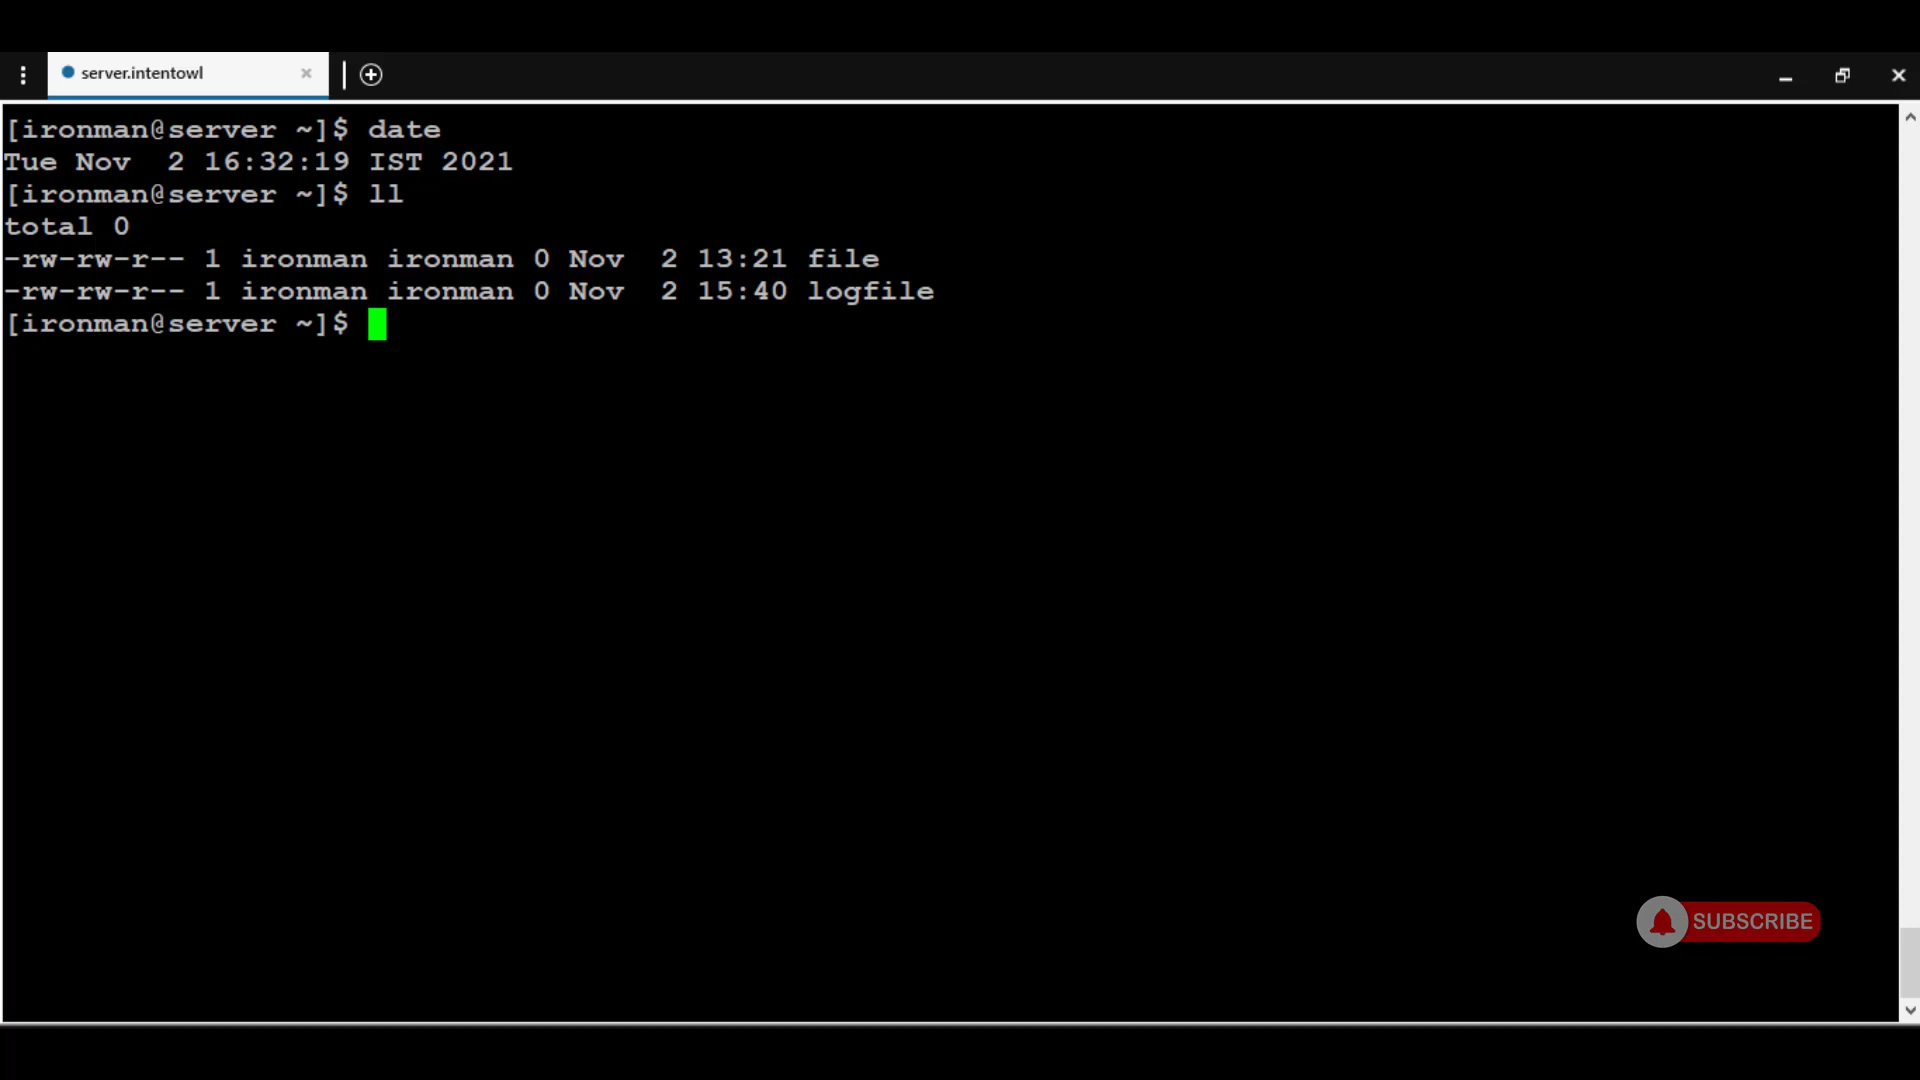 server.intentowl
[ironman@server ~]$ date
Tue Nov  2 16:32:19 IST 2021
[ironman@server ~]$ ll
total 0
-rw-rw-r-- 1 ironman ironman 0 Nov  2 13:21 file
-rw-rw-r-- 1 ironman ironman 0 Nov  2 15:40 logfile
[ironman@server ~]$
SUBSCRIBE